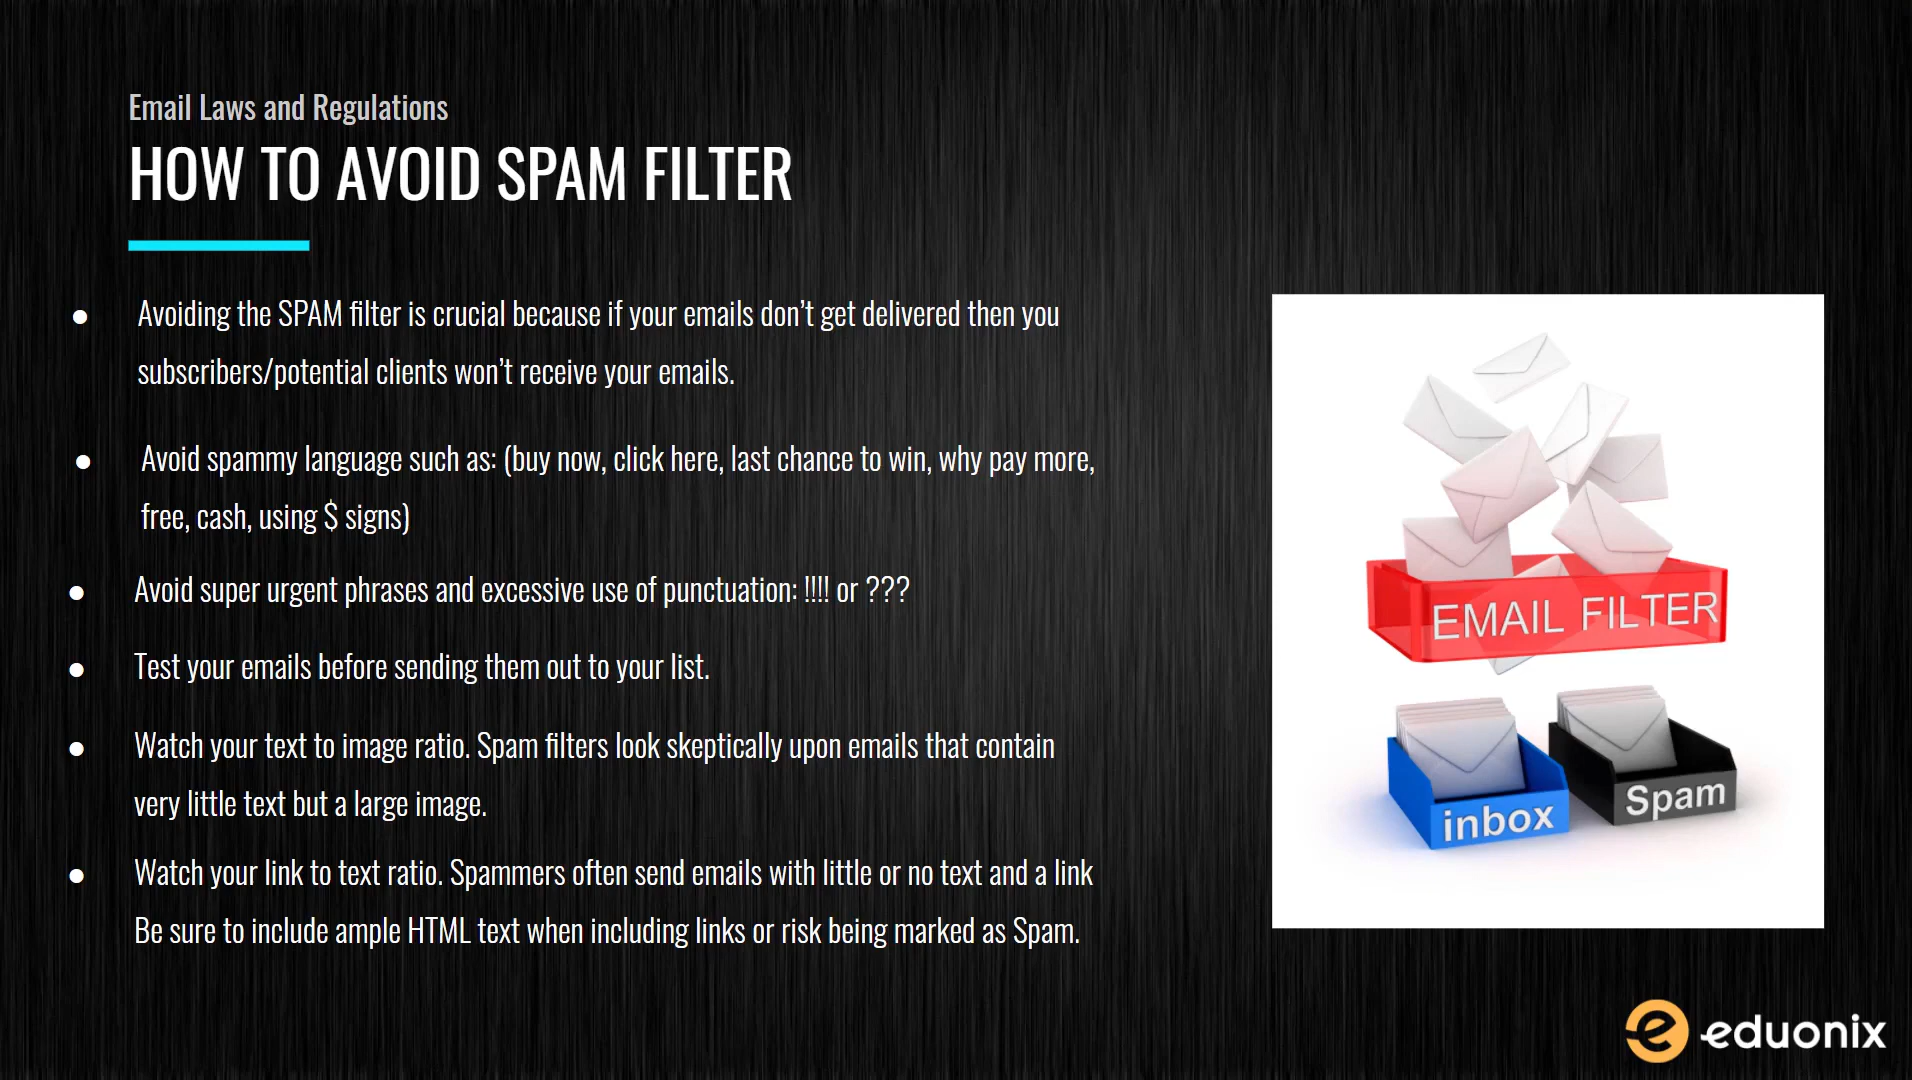 Email Laws and Regulations
HOW TO AVOID SPAM FILTER
● Avoiding the SPAM filter is crucial because if your emails don’t get delivered then you
subscribers/potential clients won’t receive your emails.
● Avoid spammy language such as: (buy now, click here, last chance to win, why pay more,
free, cash, using $ signs)
● Avoid super urgent phrases and excessive use of punctuation: !!!! or ???
● Test your emails before sending them out to your list.
● Watch your text to image ratio. Spam filters look skeptically upon emails that contain
very little text but a large image.
● Watch your link to text ratio. Spammers often send emails with little or no text and a link
Be sure to include ample HTML text when including links or risk being marked as Spam.
EMAIL FILTER
inbox
Spam
eduonix